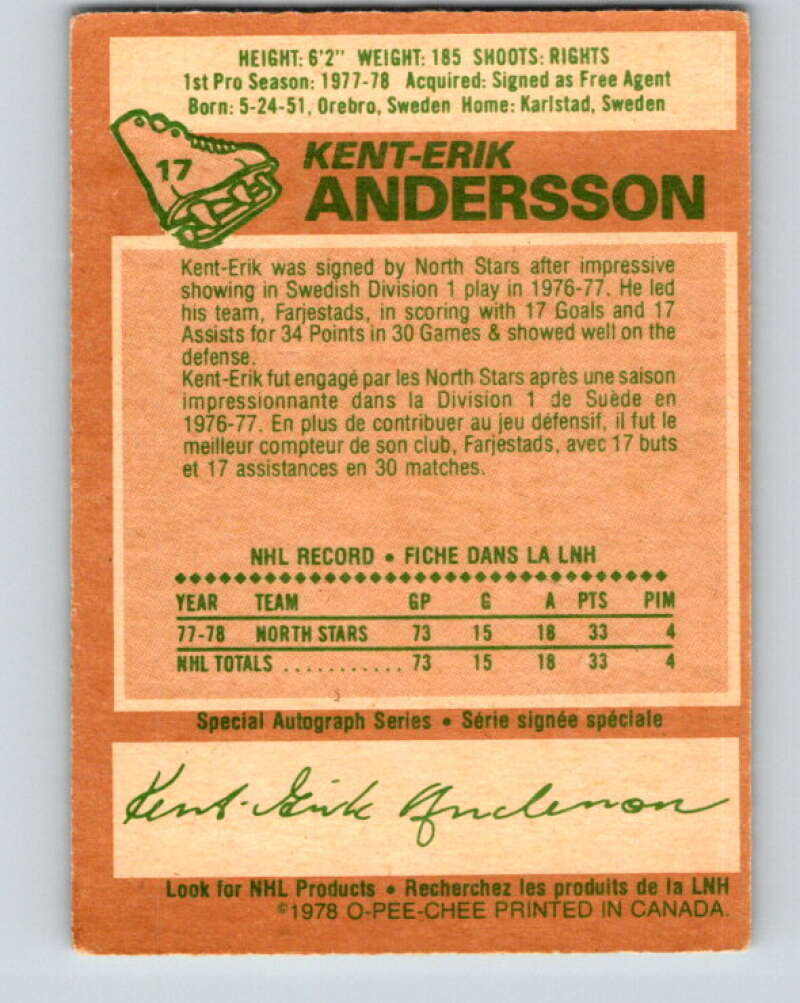 HEIGHT: 6'2" WEIGHT: 185 SHOOTS: RIGHTS
1st Pro Season: 1977-78 Acquired: Signed as Free Agent
Born: 5-24-51, Orebro, Sweden Home: Karlstad, Sweden
17
KENT-ERIK
ANDERSSON
Kent-Erik was signed by North Stars after impressive
showing in Swedish Division 1 play in 1976-77. He led
his team, Farjestads, in scoring with 17 Goals and 17
Assists for 34 Points in 30 Games & showed well on the
defense.
Kent-Erik fut engagé par les North Stars après une saison
impressionnante dans la Division 1 de Suède en
1976-77. En plus de contribuer au jeu défensif, il fut le
meilleur compteur de son club, Farjestads, avec 17 buts
et 17 assistances en 30 matches.
NHL RECORD • FICHE DANS LA LNH
YEAR TEAM GP G A PTS PIM
77-78 NORTH STARS 73 15 18 33 4
NHL TOTALS ........... 73 15 18 33 4
Special Autograph Series • Série signée spéciale
Kent-Erik Andersson
Look for NHL Products • Recherchez les produits de la LNH
©1978 O-PEE-CHEE PRINTED IN CANADA.